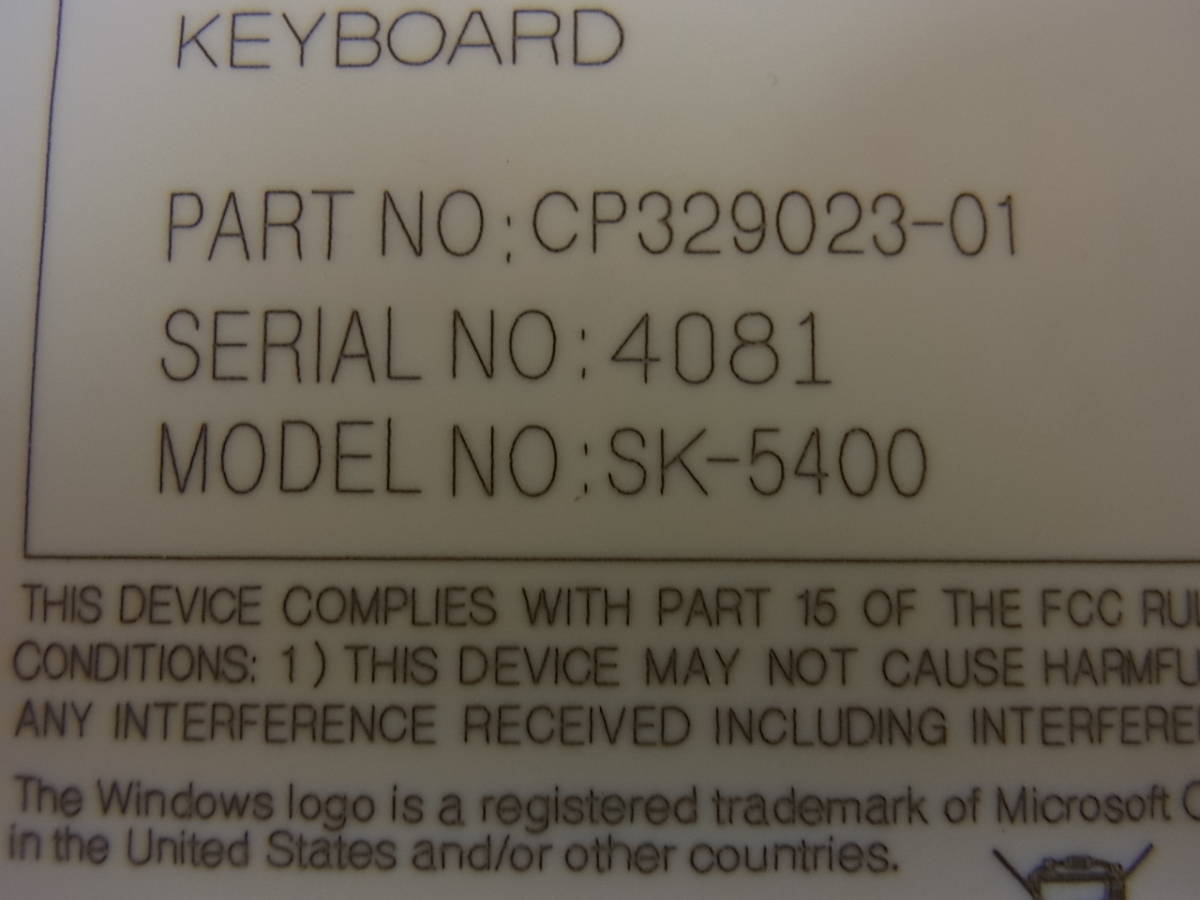 KEYBOARD
PART NO:CP329023-01
SERIAL NO:4081
MODEL NO:SK-5400
THIS DEVICE COMPLIES WITH PART 15 OF THE FCC
CONDITIONS: 1) THIS DEVICE MAY NOT CAUSE
ANY INTERFERENCE RECEIVED INCLUDING
The Windows logo is a registered trademark of Microsoft
in the United States and/or other countries.